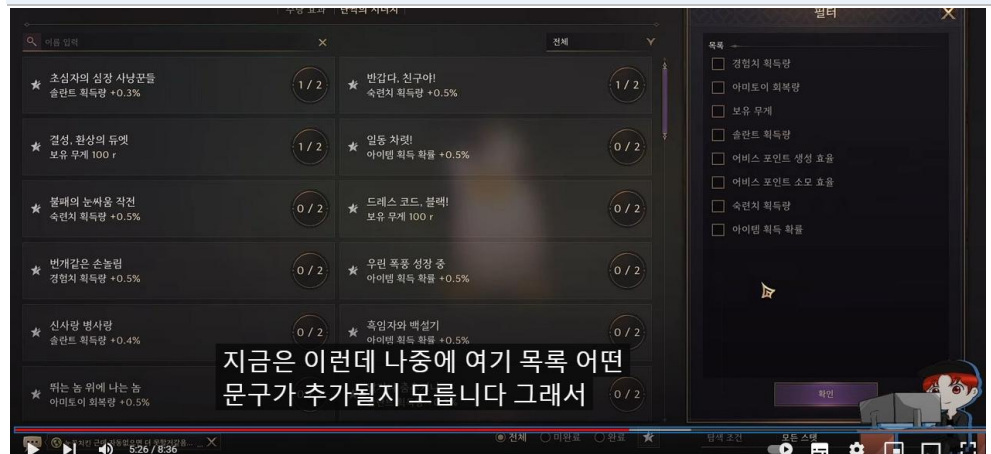 수량 효과 단락의 시너지
필터
이름 입력
전체
초심자의 심장 사냥꾼들
솔란트 획득량 +0.3%
1 / 2
반갑다, 친구야!
숙련치 획득량 +0.5%
1 / 2
결성, 환상의 듀엣
보유 무게 100 r
1 / 2
일동 차렷!
아이템 획득 확률 +0.5%
0 / 2
불패의 눈싸움 작전
숙련치 획득량 +0.5%
0 / 2
드레스 코드, 블랙!
보유 무게 100 r
0 / 2
번개같은 손놀림
경험치 획득량 +0.5%
0 / 2
우린 폭풍 성장 중
아이템 획득 확률 +0.5%
0 / 2
신사랑 병사랑
솔란트 획득량 +0.4%
0 / 2
흑임자와 백설기
아이템 획득 확률 +0.5%
0 / 2
뛰는 놈 위에 나는 놈
아미토이 회복량 +0.5%
0 / 2
목록
경험치 획득량
아미토이 회복량
보유 무게
솔란트 획득량
어비스 포인트 생성 효율
어비스 포인트 소모 효율
숙련치 획득량
아이템 획득 확률
확인
지금은 이런데 나중에 여기 목록 어떤
문구가 추가될지 모릅니다 그래서
전체 미완료 완료
탐색 조건 모든 스탯
5:26 / 8:36